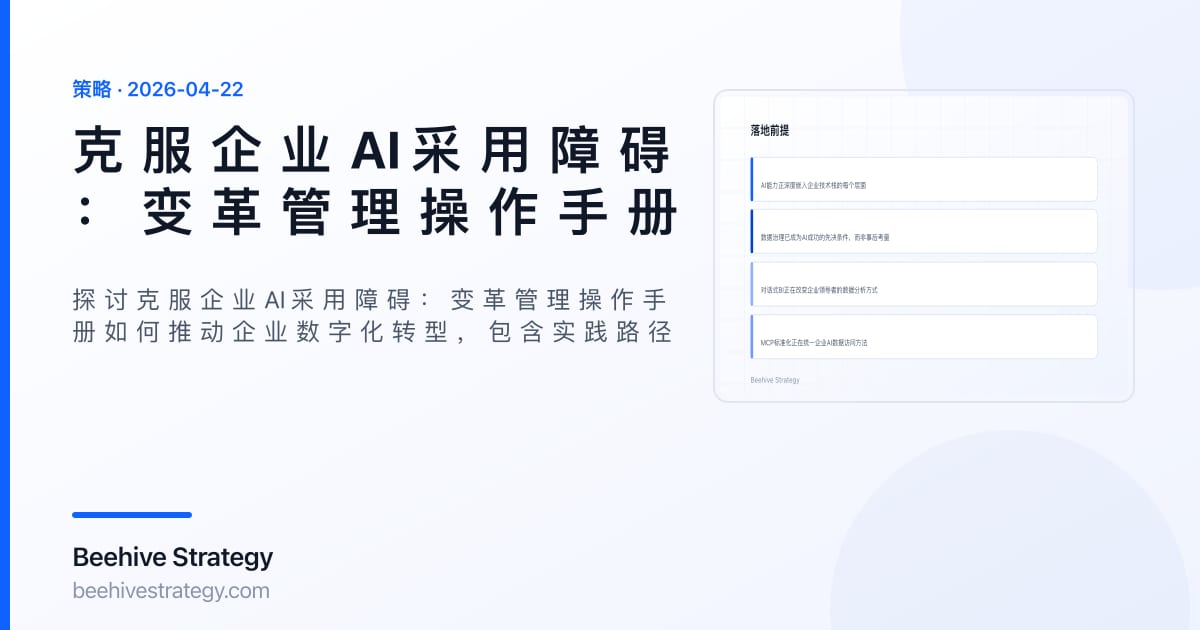 策略 · 2026-04-22
克服企业AI采用障碍
：变革管理操作手册
探讨克服企业AI采用障碍：变革管理操作手
册如何推动企业数字化转型，包含实践路径
落地前提
AI能力正深度嵌入企业技术栈的每个层面
数据治理已成为AI成功的先决条件，而非事后考量
对话式BI正在改变企业领导者的数据分析方式
MCP标准化正在统一企业AI数据访问方法
Beehive Strategy
Beehive Strategy
beehivestrategy.com